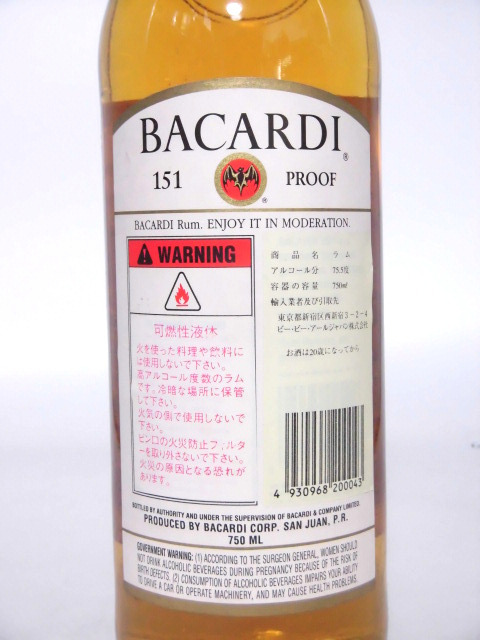 BACARDI®
151 PROOF
®
BACARDI Rum. ENJOY IT IN MODERATION.
WARNING
可燃性液体
火を使った料理や飲料に
は使用しないで下さい。
高アルコール度数のラム
です。冷暗な場所に保管
して下さい。
火気の側で使用しないで
下さい。
ビン口の火災防止フィルタ
ーを取り外さないで下さい。
火災の原因となる恐れが
あります。
商品名 ラム
アルコール分 75.5度
容器の容量 750ml
輸入業者及び引取先
東京都新宿区西新宿3-2-4
ビー・ビー・アールジャパン株式会社
お酒は20歳になってから
4 930968 200043
BOTTLED BY AUTHORITY AND UNDER THE SUPERVISION OF BACARDI & COMPANY LIMITED.
PRODUCED BY BACARDI CORP. SAN JUAN, P.R.
750 ML
GOVERNMENT WARNING: (1) ACCORDING TO THE SURGEON GENERAL, WOMEN SHOULD
NOT DRINK ALCOHOLIC BEVERAGES DURING PREGNANCY BECAUSE OF THE RISK OF
BIRTH DEFECTS. (2) CONSUMPTION OF ALCOHOLIC BEVERAGES IMPAIRS YOUR ABILITY
TO DRIVE A CAR OR OPERATE MACHINERY, AND MAY CAUSE HEALTH PROBLEMS.